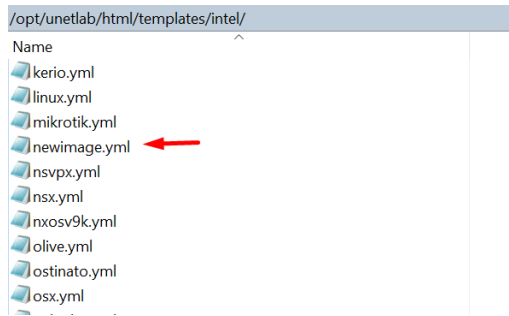 /opt/unetlab/html/templates/intel/
Name
kerio.yml
linux.yml
mikrotik.yml
newimage.yml
nsvpx.yml
nsx.yml
nxosv9k.yml
olive.yml
ostinato.yml
osx.yml